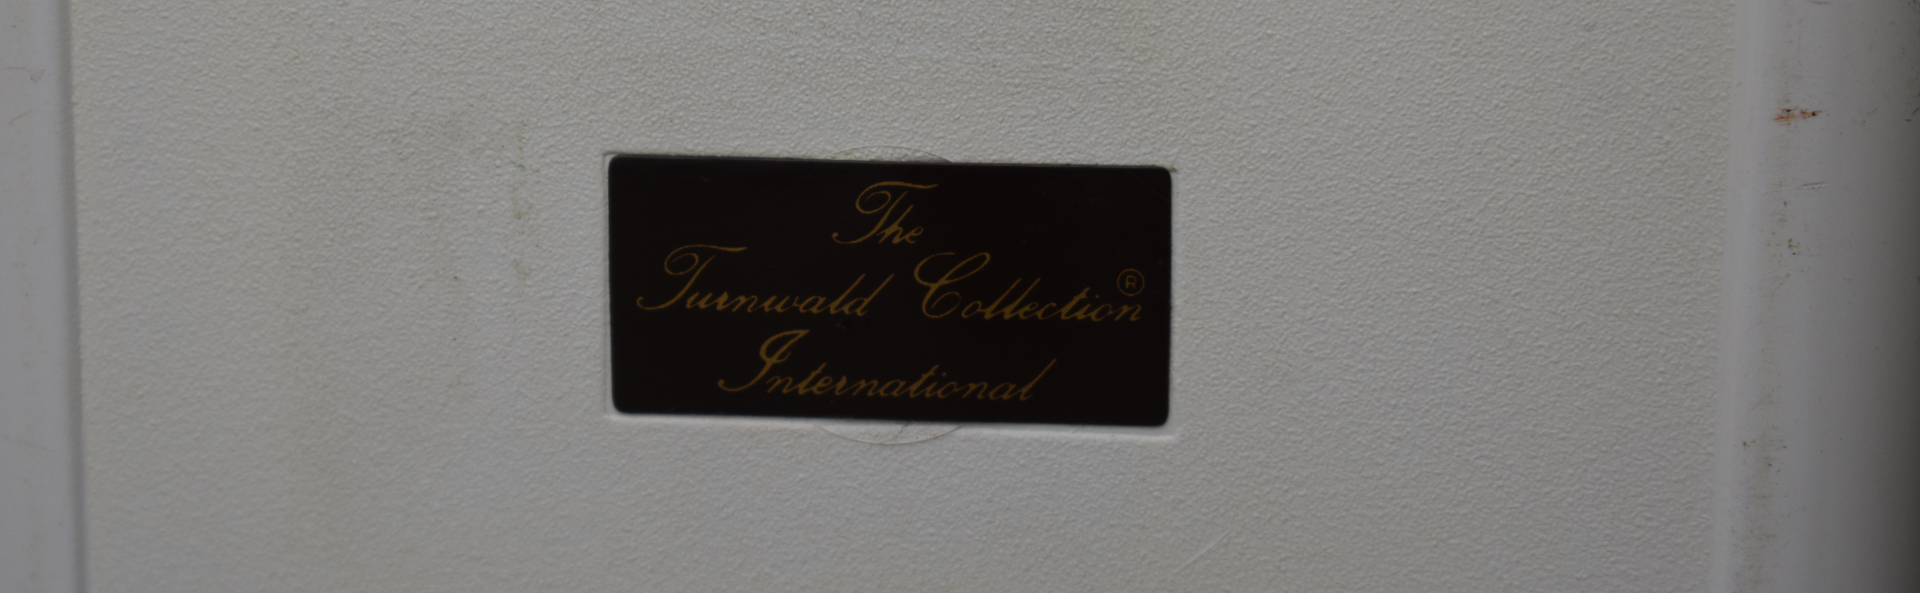 The
Turnwald Collection ®
International